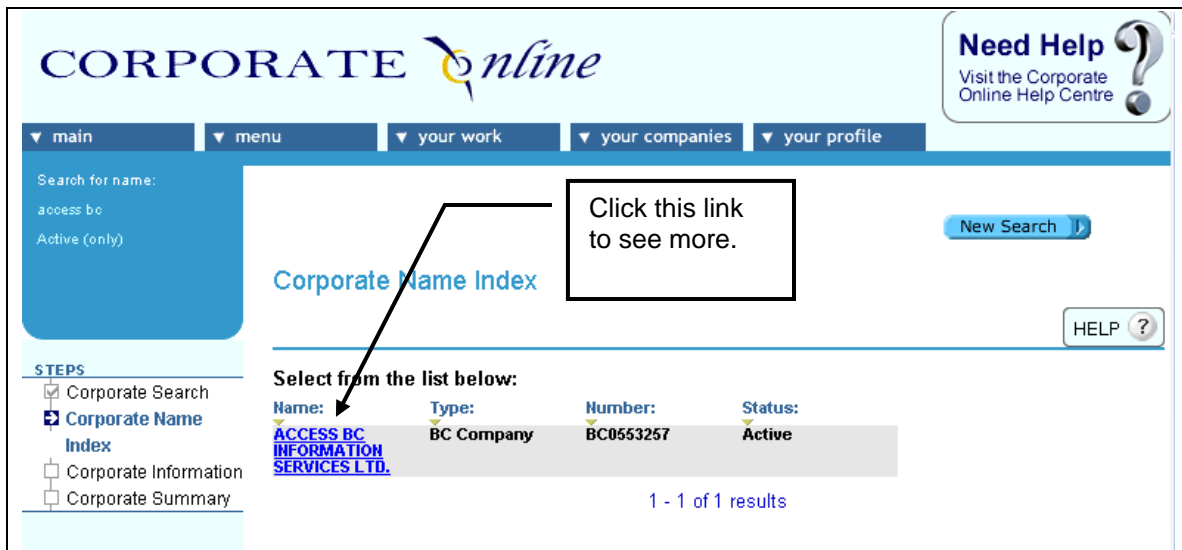 CORPORATE Online
Need Help
Visit the Corporate
Online Help Centre
?
main
menu
your work
your companies
your profile
Search for name:
access bc
Active (only)
Click this link
to see more.
New Search
Corporate Name Index
HELP ?
STEPS
Corporate Search
Corporate Name
Index
Corporate Information
Corporate Summary
Select from the list below:
Name: Type: Number: Status:
ACCESS BC BC Company BC0553257 Active
INFORMATION
SERVICES LTD.
1 - 1 of 1 results